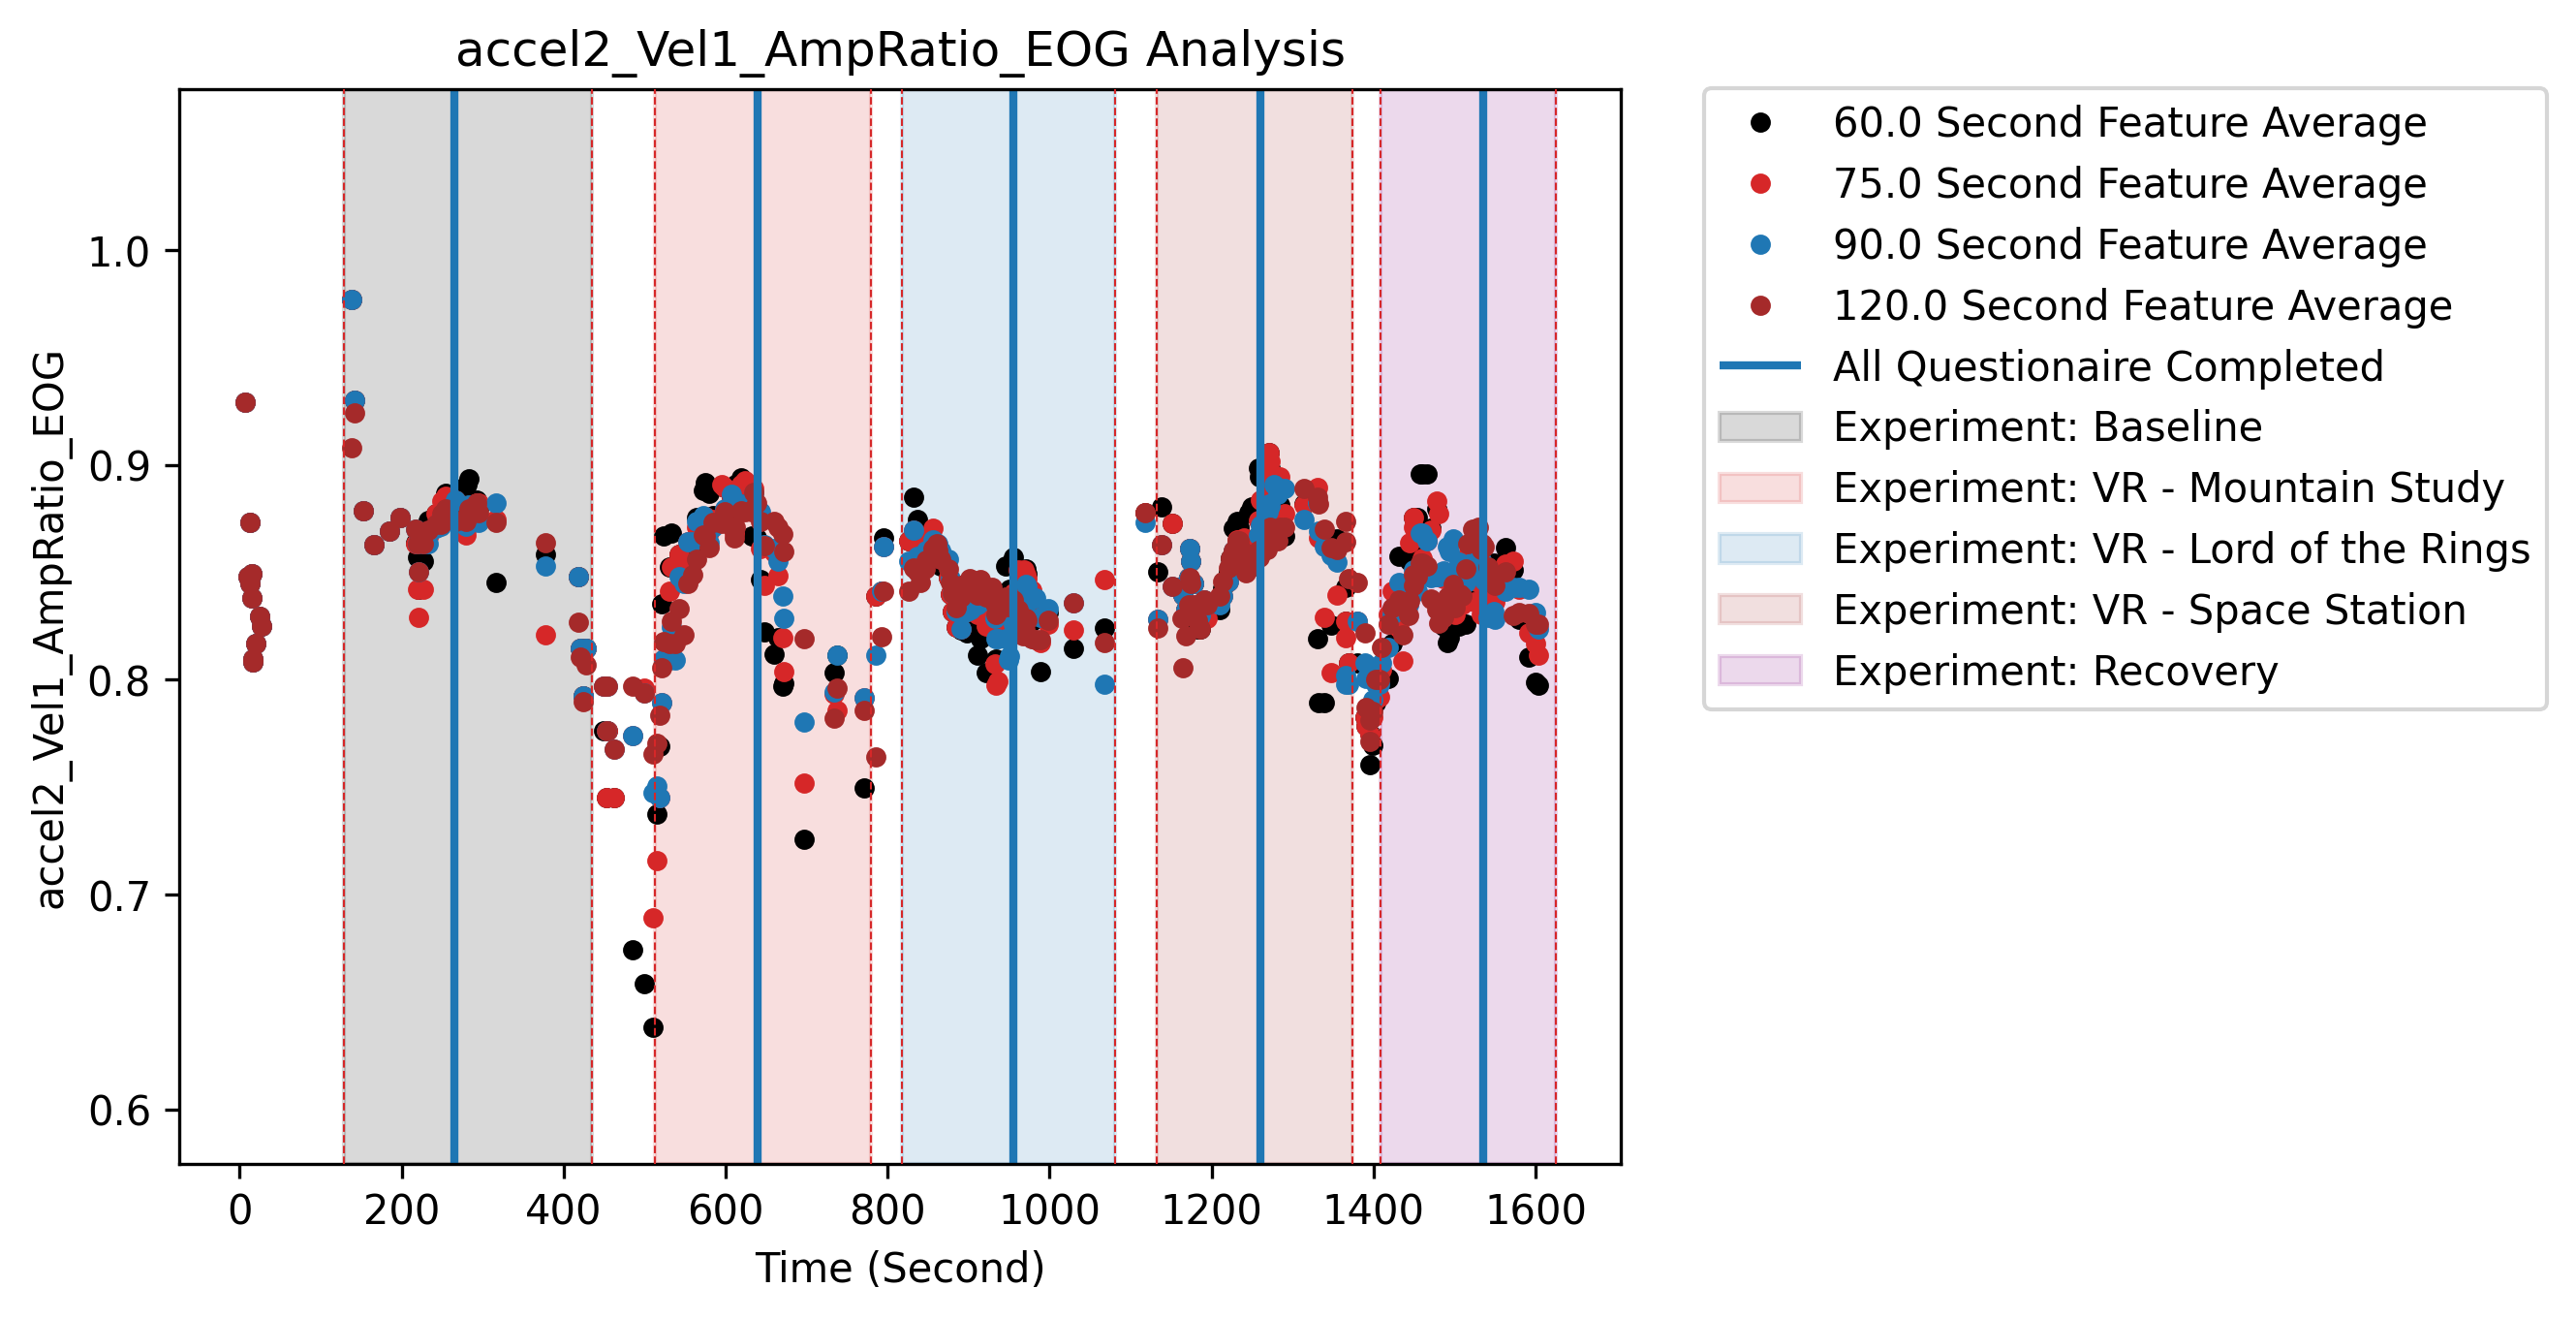 accel2_Vel1_AmpRatio_EOG Analysis
accel2_Vel1_AmpRatio_EOG
1.0
0.9
0.8
0.7
0.6
0 200 400 600 800 1000 1200 1400 1600
Time (Second)
60.0 Second Feature Average
75.0 Second Feature Average
90.0 Second Feature Average
120.0 Second Feature Average
All Questionaire Completed
Experiment: Baseline
Experiment: VR - Mountain Study
Experiment: VR - Lord of the Rings
Experiment: VR - Space Station
Experiment: Recovery